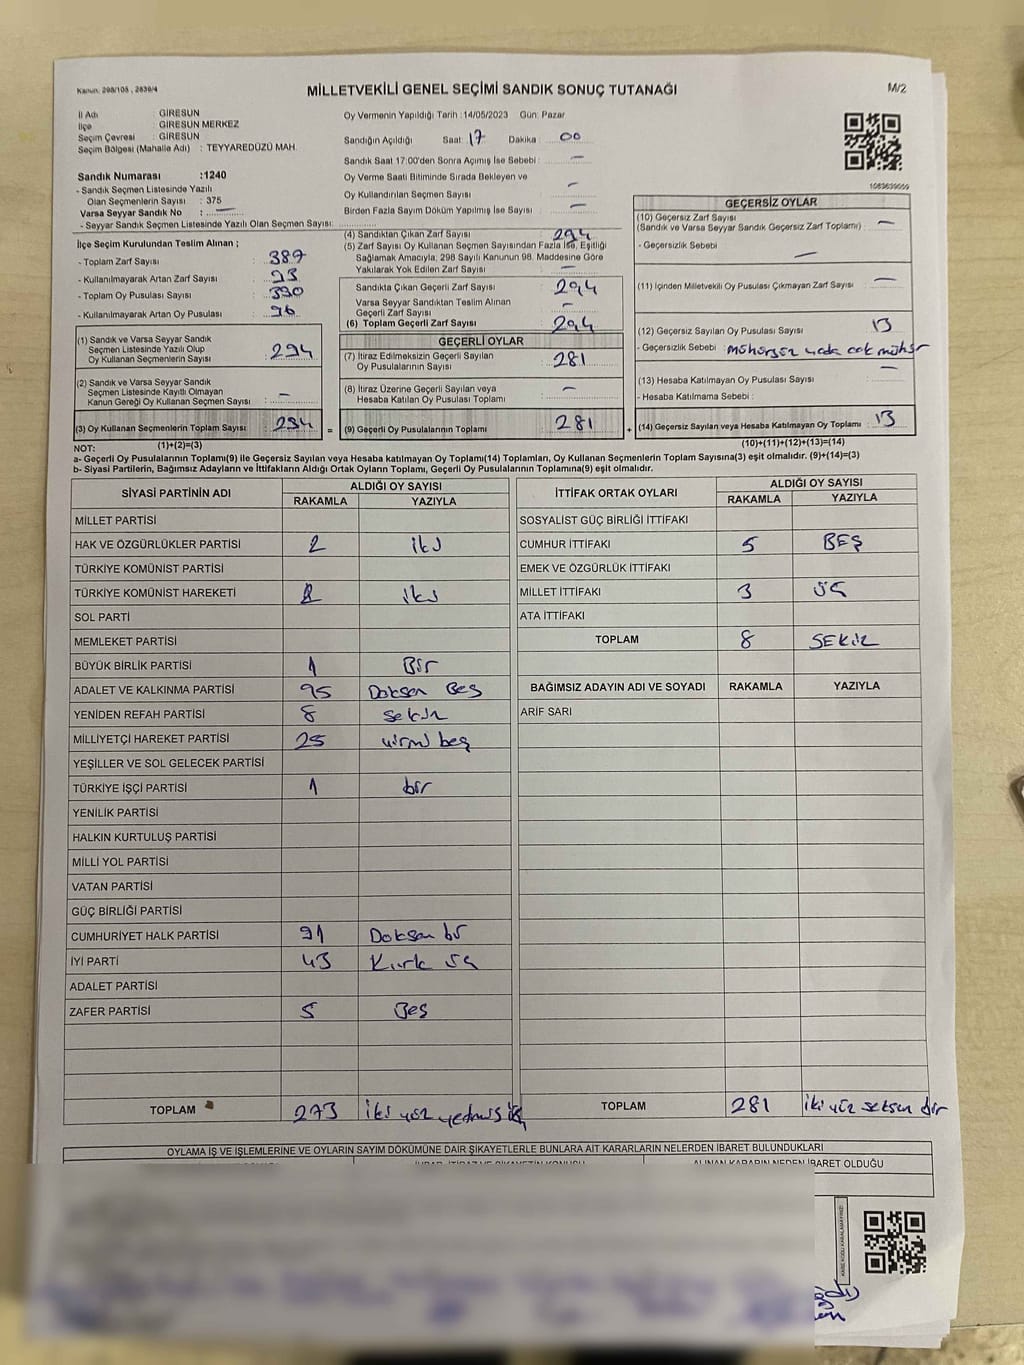 Kanun: 298/105 , 2839/4
MİLLETVEKİLİ GENEL SEÇİMİ SANDIK SONUÇ TUTANAĞI
M/2
İl Adı : GİRESUN
İlçe : GİRESUN MERKEZ
Seçim Çevresi : GİRESUN
Seçim Bölgesi (Mahalle Adı) : TEYYAREDÜZÜ MAH.
Sandık Numarası :1240
- Sandık Seçmen Listesinde Yazılı
Olan Seçmenlerin Sayısı : 375
Varsa Seyyar Sandık No : —
- Seyyar Sandık Seçmen Listesinde Yazılı Olan Seçmen Sayısı:
İlçe Seçim Kurulundan Teslim Alınan ;
- Toplam Zarf Sayısı : 387
- Kullanılmayarak Artan Zarf Sayısı : 93
- Toplam Oy Pusulası Sayısı : 390
- Kullanılmayarak Artan Oy Pusulası : 96
(1) Sandık ve Varsa Seyyar Sandık
Seçmen Listesinde Yazılı Olup
Oy Kullanan Seçmenlerin Sayısı : 294
(2) Sandık ve Varsa Seyyar Sandık
Seçmen Listesinde Kayıtlı Olmayan
Kanun Gereği Oy Kullanan Seçmen Sayısı : —
(3) Oy Kullanan Seçmenlerin Toplam Sayısı : 294 =
Oy Vermenin Yapıldığı Tarih :14/05/2023 Gün: Pazar
Sandığın Açıldığı Saat: 17 Dakika : 00
Sandık Saat 17:00'den Sonra Açımış İse Sebebi : —
Oy Verme Saati Bitiminde Sırada Bekleyen ve
Oy Kullandırılan Seçmen Sayısı : —
Birden Fazla Sayım Döküm Yapılmış İse Sayısı : —
(4) Sandıktan Çıkan Zarf Sayısı : 294
(5) Zarf Sayısı Oy Kullanan Seçmen Sayısından Fazla İse, Eşitliği
Sağlamak Amacıyla, 298 Sayılı Kanunun 98. Maddesine Göre
Yakılarak Yok Edilen Zarf Sayısı : —
Sandıkta Çıkan Geçerli Zarf Sayısı : 294
Varsa Seyyar Sandıktan Teslim Alınan
Geçerli Zarf Sayısı : —
(6) Toplam Geçerli Zarf Sayısı : 294
GEÇERLİ OYLAR
(7) İtiraz Edilmeksizin Geçerli Sayılan
Oy Pusulalarının Sayısı : 281
(8) İtiraz Üzerine Geçerli Sayılan veya
Hesaba Katılan Oy Pusulası Toplamı : —
(9) Geçerli Oy Pusulalarının Toplamı : 281 +
1083639059
GEÇERSİZ OYLAR
(10) Geçersiz Zarf Sayısı
(Sandık ve Varsa Seyyar Sandık Geçersiz Zarf Toplamı) : —
- Geçersizlik Sebebi : —
(11) İçinden Milletvekili Oy Pusulası Çıkmayan Zarf Sayısı : —
(12) Geçersiz Sayılan Oy Pusulası Sayısı : 13
- Geçersizlik Sebebi : mühürsüz yada çok mühür
(13) Hesaba Katılmayan Oy Pusulası Sayısı : —
- Hesaba Katılmama Sebebi :
(14) Geçersiz Sayılan veya Hesaba Katılmayan Oy Toplamı : 13
NOT: (1)+(2)=(3)
(10)+(11)+(12)+(13)=(14)
a- Geçerli Oy Pusulalarının Toplamı(9) ile Geçersiz Sayılan veya Hesaba katılmayan Oy Toplamı(14) Toplamları, Oy Kullanan Seçmenlerin Toplam Sayısına(3) eşit olmalıdır. (9)+(14)=(3)
b- Siyasi Partilerin, Bağımsız Adayların ve İttifakların Aldığı Ortak Oyların Toplamı, Geçerli Oy Pusulalarının Toplamına(9) eşit olmalıdır.
SİYASİ PARTİNİN ADI ALDIĞI OY SAYISI
RAKAMLA YAZIYLA
MİLLET PARTİSİ
HAK VE ÖZGÜRLÜKLER PARTİSİ 2 iki
TÜRKİYE KOMÜNİST PARTİSİ
TÜRKİYE KOMÜNİST HAREKETİ 2 iki
SOL PARTİ
MEMLEKET PARTİSİ
BÜYÜK BİRLİK PARTİSİ 1 Bir
ADALET VE KALKINMA PARTİSİ 95 Doksan Beş
YENİDEN REFAH PARTİSİ 8 sekiz
MİLLİYETÇİ HAREKET PARTİSİ 25 yirmi beş
YEŞİLLER VE SOL GELECEK PARTİSİ
TÜRKİYE İŞÇİ PARTİSİ 1 bir
YENİLİK PARTİSİ
HALKIN KURTULUŞ PARTİSİ
MİLLİ YOL PARTİSİ
VATAN PARTİSİ
GÜÇ BİRLİĞİ PARTİSİ
CUMHURİYET HALK PARTİSİ 91 Doksan bir
İYİ PARTİ 43 Kırk üç
ADALET PARTİSİ
ZAFER PARTİSİ 5 Beş
TOPLAM 273 iki yüz yetmiş üç
İTTİFAK ORTAK OYLARI ALDIĞI OY SAYISI
RAKAMLA YAZIYLA
SOSYALİST GÜÇ BİRLİĞİ İTTİFAKI
CUMHUR İTTİFAKI 5 BEŞ
EMEK VE ÖZGÜRLÜK İTTİFAKI
MİLLET İTTİFAKI 3 ÜÇ
ATA İTTİFAKI
TOPLAM 8 SEKİZ
BAĞIMSIZ ADAYIN ADI VE SOYADI RAKAMLA YAZIYLA
ARİF SARI
TOPLAM 281 iki yüz seksen bir
OYLAMA İŞ VE İŞLEMLERİNE VE OYLARIN SAYIM DÖKÜMÜNE DAİR ŞİKAYETLERLE BUNLARA AİT KARARLARIN NELERDEN İBARET BULUNDUKLARI
ALINAN KARARIN NEDEN İBARET OLDUĞU
KARE KODU KARALAMAYINIZ!